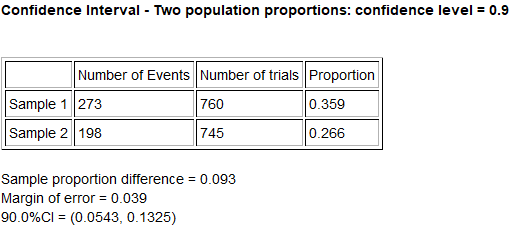 Confidence Interval - Two population proportions: confidence level = 0.9
Number of Events Number of trials Proportion
Sample 1 273 760 0.359
Sample 2 198 745 0.266
Sample proportion difference = 0.093
Margin of error = 0.039
90.0%CI = (0.0543, 0.1325)